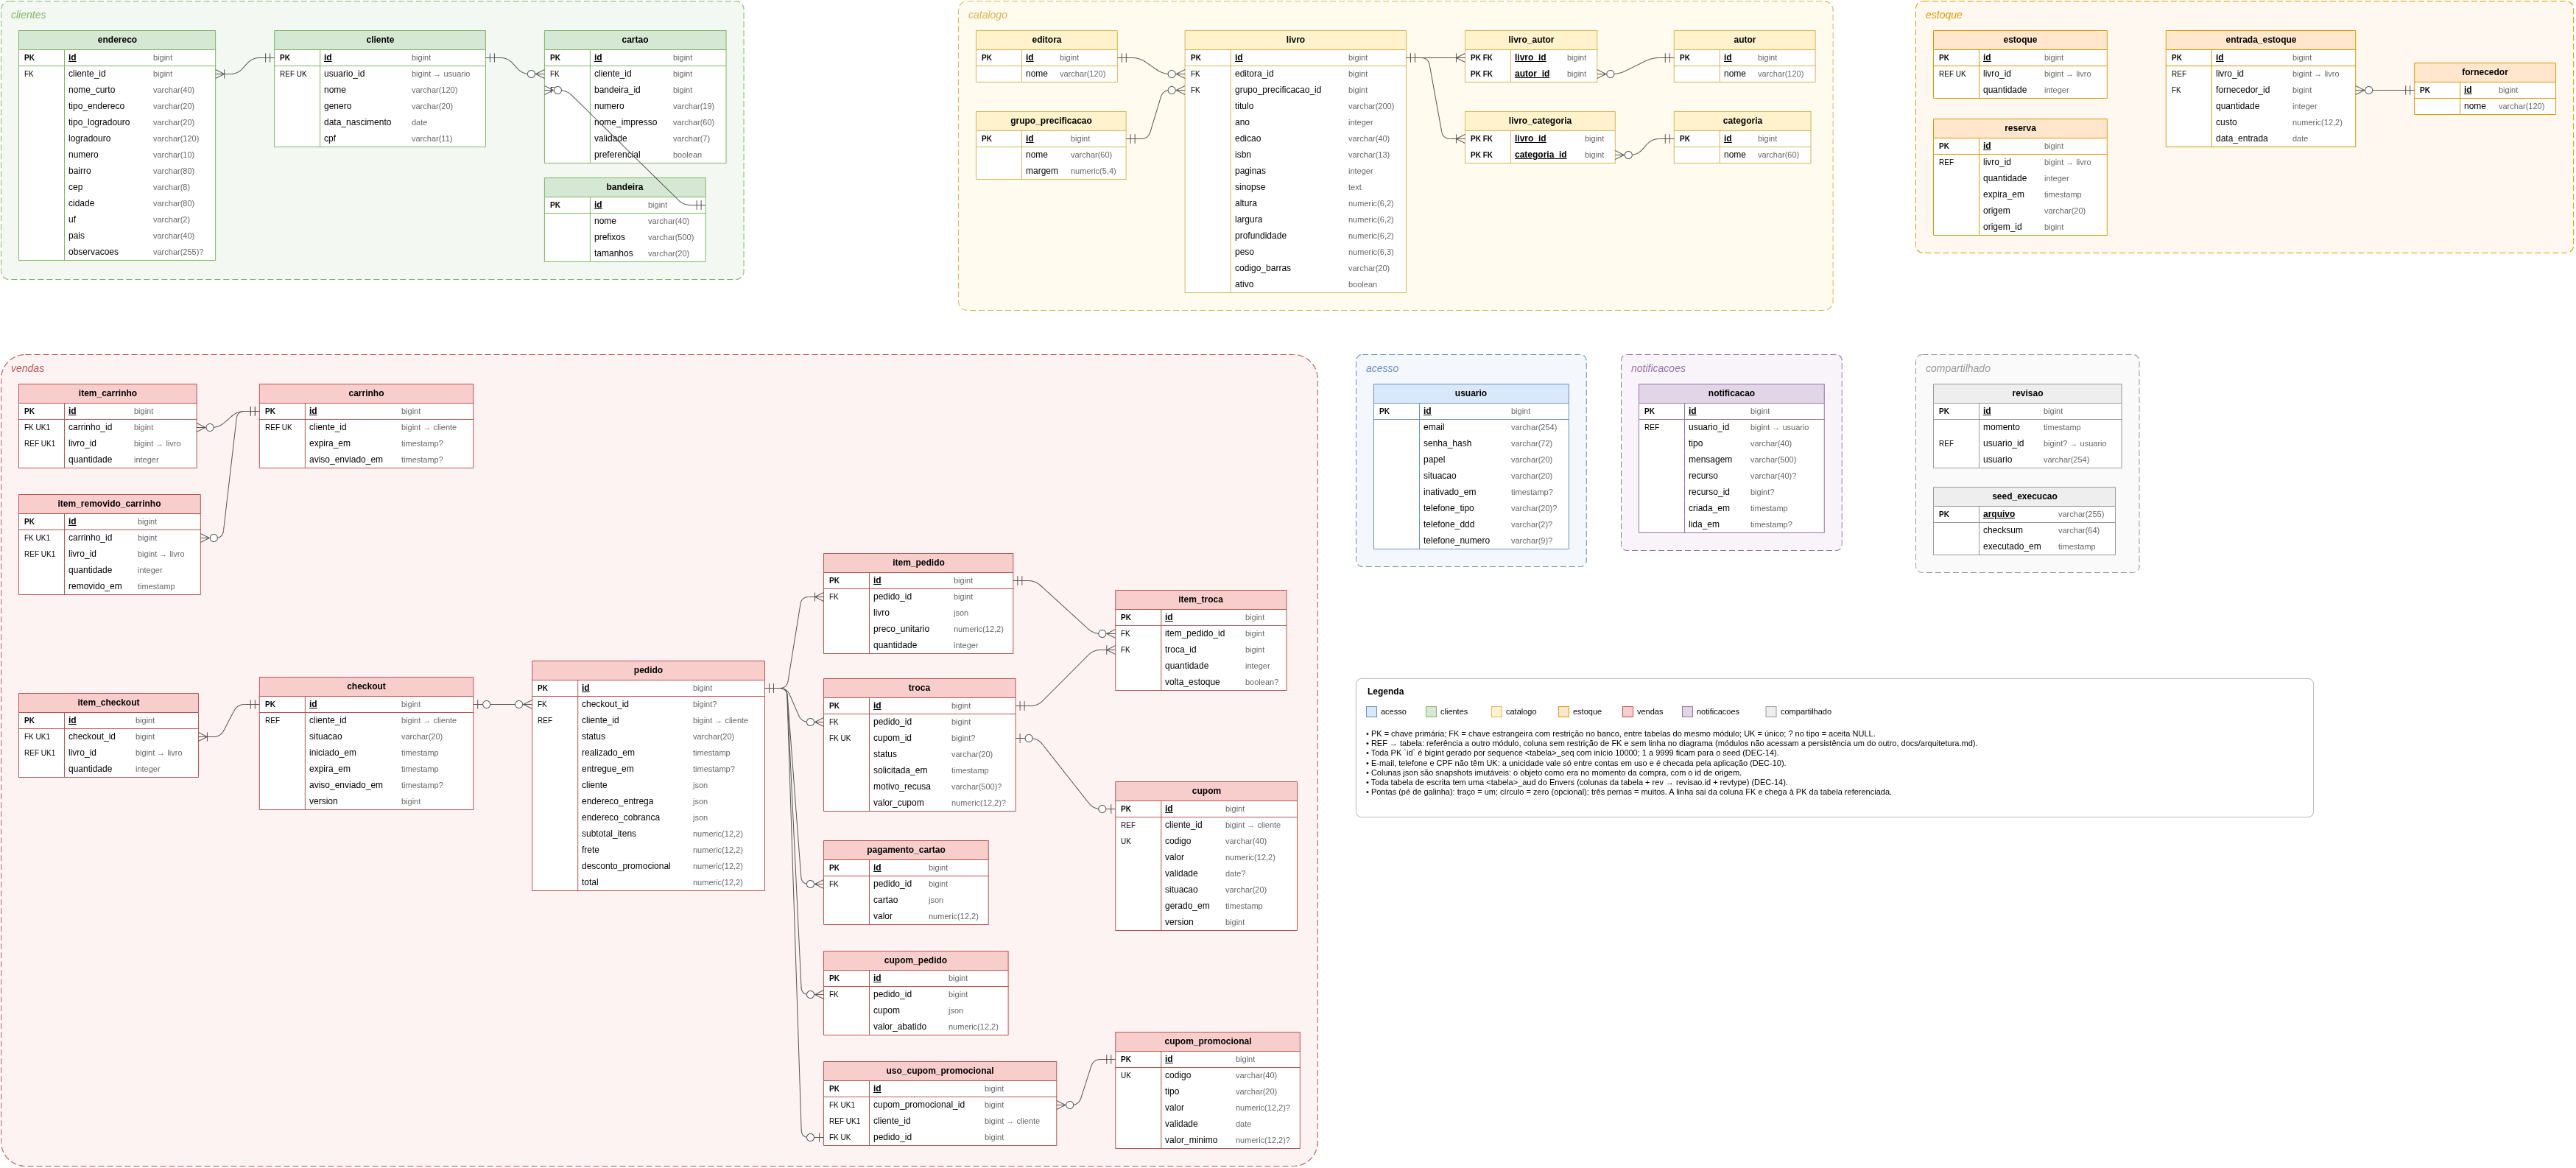 clientes
endereco
PK id bigint
FK cliente_id bigint
nome_curto varchar(40)
tipo_endereco varchar(20)
tipo_logradouro varchar(20)
logradouro varchar(120)
numero varchar(10)
bairro varchar(80)
cep varchar(8)
cidade varchar(80)
uf varchar(2)
pais varchar(40)
observacoes varchar(255)?
cliente
PK id bigint
REF UK usuario_id bigint → usuario
nome varchar(120)
genero varchar(20)
data_nascimento date
cpf varchar(11)
cartao
PK id bigint
FK cliente_id bigint
FK bandeira_id bigint
numero varchar(19)
nome_impresso varchar(60)
validade varchar(7)
preferencial boolean
bandeira
PK id bigint
nome varchar(40)
prefixos varchar(500)
tamanhos varchar(20)
catalogo
editora
PK id bigint
nome varchar(120)
grupo_precificacao
PK id bigint
nome varchar(60)
margem numeric(5,4)
livro
PK id bigint
FK editora_id bigint
FK grupo_precificacao_id bigint
titulo varchar(200)
ano integer
edicao varchar(40)
isbn varchar(13)
paginas integer
sinopse text
altura numeric(6,2)
largura numeric(6,2)
profundidade numeric(6,2)
peso numeric(6,3)
codigo_barras varchar(20)
ativo boolean
livro_autor
PK FK livro_id bigint
PK FK autor_id bigint
autor
PK id bigint
nome varchar(120)
livro_categoria
PK FK livro_id bigint
PK FK categoria_id bigint
categoria
PK id bigint
nome varchar(60)
estoque
estoque
PK id bigint
REF UK livro_id bigint → livro
quantidade integer
reserva
PK id bigint
REF livro_id bigint → livro
quantidade integer
expira_em timestamp
origem varchar(20)
origem_id bigint
entrada_estoque
PK id bigint
REF livro_id bigint → livro
FK fornecedor_id bigint
quantidade integer
custo numeric(12,2)
data_entrada date
fornecedor
PK id bigint
nome varchar(120)
vendas
item_carrinho
PK id bigint
FK UK1 carrinho_id bigint
REF UK1 livro_id bigint → livro
quantidade integer
carrinho
PK id bigint
REF UK cliente_id bigint → cliente
expira_em timestamp?
aviso_enviado_em timestamp?
item_removido_carrinho
PK id bigint
FK UK1 carrinho_id bigint
REF UK1 livro_id bigint → livro
quantidade integer
removido_em timestamp
item_checkout
PK id bigint
FK UK1 checkout_id bigint
REF UK1 livro_id bigint → livro
quantidade integer
checkout
PK id bigint
REF cliente_id bigint → cliente
situacao varchar(20)
iniciado_em timestamp
expira_em timestamp
aviso_enviado_em timestamp?
version bigint
pedido
PK id bigint
FK checkout_id bigint?
REF cliente_id bigint → cliente
status varchar(20)
realizado_em timestamp
entregue_em timestamp?
cliente json
endereco_entrega json
endereco_cobranca json
subtotal_itens numeric(12,2)
frete numeric(12,2)
desconto_promocional numeric(12,2)
total numeric(12,2)
item_pedido
PK id bigint
FK pedido_id bigint
livro json
preco_unitario numeric(12,2)
quantidade integer
troca
PK id bigint
FK pedido_id bigint
FK UK cupom_id bigint?
status varchar(20)
solicitada_em timestamp
motivo_recusa varchar(500)?
valor_cupom numeric(12,2)?
pagamento_cartao
PK id bigint
FK pedido_id bigint
cartao json
valor numeric(12,2)
cupom_pedido
PK id bigint
FK pedido_id bigint
cupom json
valor_abatido numeric(12,2)
uso_cupom_promocional
PK id bigint
FK UK1 cupom_promocional_id bigint
REF UK1 cliente_id bigint → cliente
FK UK pedido_id bigint
item_troca
PK id bigint
FK item_pedido_id bigint
FK troca_id bigint
quantidade integer
volta_estoque boolean?
cupom
PK id bigint
REF cliente_id bigint → cliente
UK codigo varchar(40)
valor numeric(12,2)
validade date?
situacao varchar(20)
gerado_em timestamp
version bigint
cupom_promocional
PK id bigint
UK codigo varchar(40)
tipo varchar(20)
valor numeric(12,2)?
validade date
valor_minimo numeric(12,2)?
acesso
usuario
PK id bigint
email varchar(254)
senha_hash varchar(72)
papel varchar(20)
situacao varchar(20)
inativado_em timestamp?
telefone_tipo varchar(20)?
telefone_ddd varchar(2)?
telefone_numero varchar(9)?
notificacoes
notificacao
PK id bigint
REF usuario_id bigint → usuario
tipo varchar(40)
mensagem varchar(500)
recurso varchar(40)?
recurso_id bigint?
criada_em timestamp
lida_em timestamp?
compartilhado
revisao
PK id bigint
momento timestamp
REF usuario_id bigint? → usuario
usuario varchar(254)
seed_execucao
PK arquivo varchar(255)
checksum varchar(64)
executado_em timestamp
Legenda
acesso clientes catalogo estoque vendas notificacoes compartilhado
• PK = chave primária; FK = chave estrangeira com restrição no banco, entre tabelas do mesmo módulo; UK = único; ? no tipo = aceita NULL.
• REF → tabela: referência a outro módulo, coluna sem restrição de FK e sem linha no diagrama (módulos não acessam a persistência um do outro, docs/arquitetura.md).
• Toda PK `id` é bigint gerado por sequence <tabela>_seq com início 10000; 1 a 9999 ficam para o seed (DEC-14).
• E-mail, telefone e CPF não têm UK: a unicidade vale só entre contas em uso e é checada pela aplicação (DEC-10).
• Colunas json são snapshots imutáveis: o objeto como era no momento da compra, com o id de origem.
• Toda tabela de escrita tem uma <tabela>_aud do Envers (colunas da tabela + rev → revisao.id + revtype) (DEC-14).
• Pontas (pé de galinha): traço = um; círculo = zero (opcional); três pernas = muitos. A linha sai da coluna FK e chega à PK da tabela referenciada.